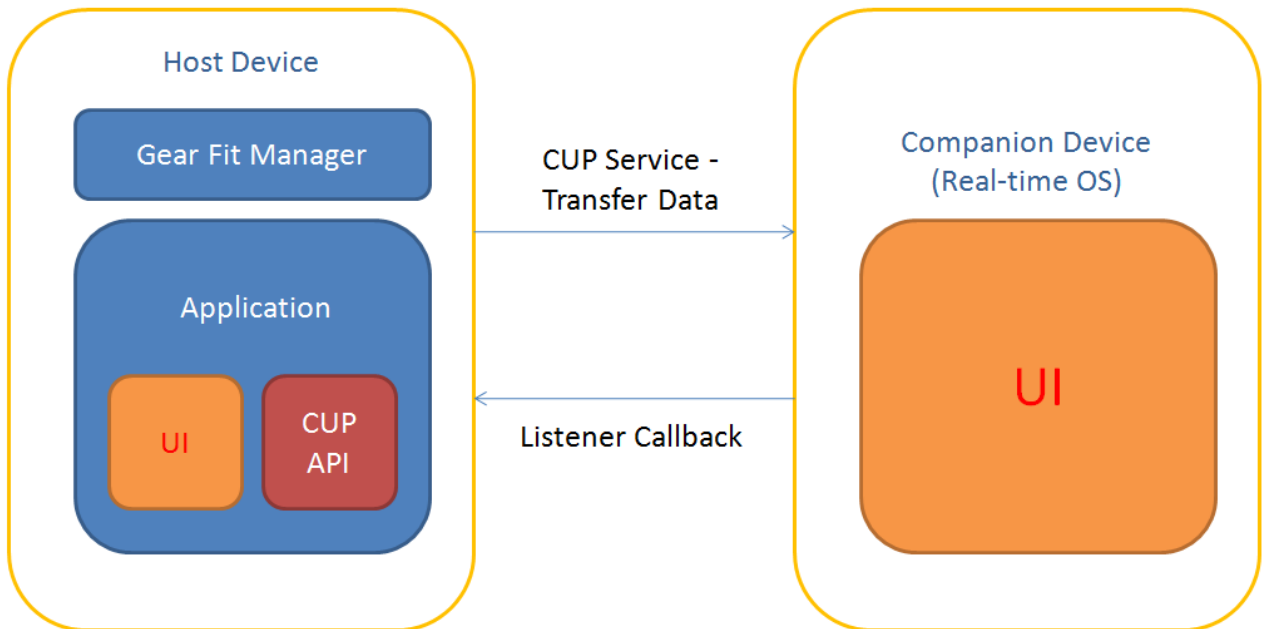 Host Device
Gear Fit Manager
Application
UI
CUP
API
CUP Service -
Transfer Data
Listener Callback
Companion Device
(Real-time OS)
UI